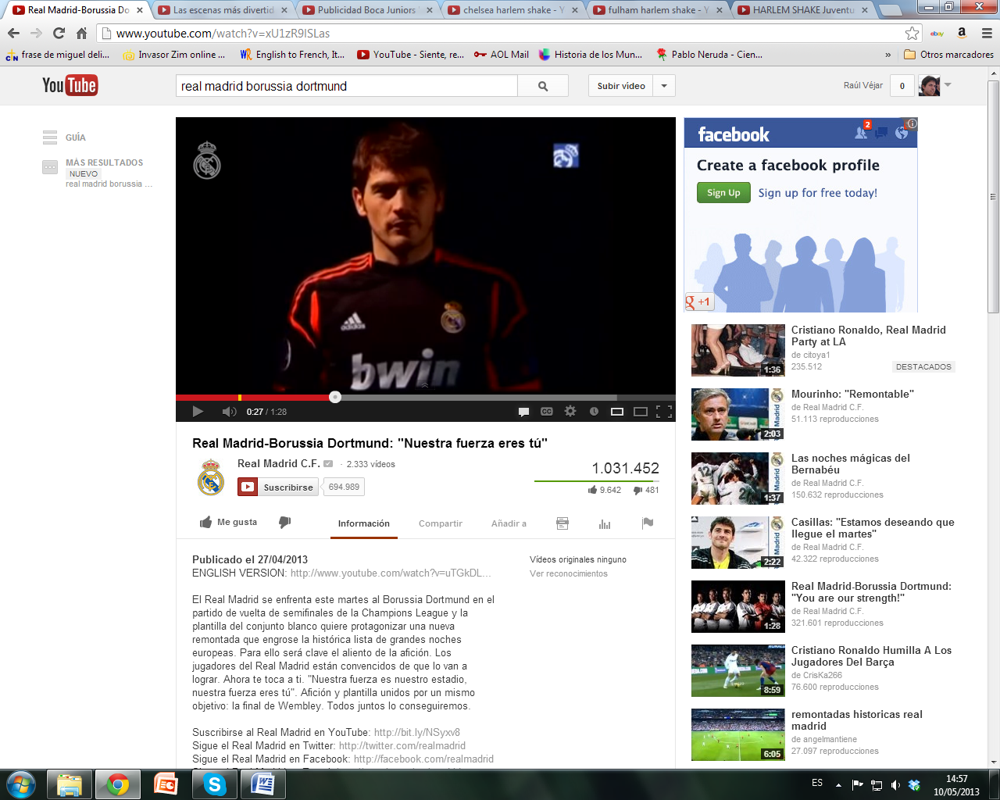 Real Madrid-Borussia Do
Las escenas más divertid
Publicidad Boca Juniors
chelsea harlem shake - Y
fulham harlem shake - Y
HARLEM SHAKE Juventu
www.youtube.com/watch?v=xU1zR9ISLas
ebay
frase de miguel deli...
Invasor Zim online ...
English to French, It...
YouTube - Siente, re...
AOL Mail
Historia de los Mun...
Pablo Neruda - Cien...
»
Otros marcadores
YouTube
real madrid borussia dortmund
Subir vídeo
Raúl Véjar
0
GUÍA
MÁS RESULTADOS
NUEVO
real madrid borussia ...
bwin
0:27 / 1:28
CC
Real Madrid-Borussia Dortmund: "Nuestra fuerza eres tú"
Real Madrid C.F. · 2.333 vídeos
Suscribirse 694.989
1.031.452
9.642 481
Me gusta
Información
Compartir
Añadir a
Publicado el 27/04/2013
ENGLISH VERSION: http://www.youtube.com/watch?v=uTGkDL...
El Real Madrid se enfrenta este martes al Borussia Dortmund en el
partido de vuelta de semifinales de la Champions League y la
plantilla del conjunto blanco quiere protagonizar una nueva
remontada que engrose la histórica lista de grandes noches
europeas. Para ello será clave el aliento de la afición. Los
jugadores del Real Madrid están convencidos de que lo van a
lograr. Ahora te toca a ti. "Nuestra fuerza es nuestro estadio,
nuestra fuerza eres tú". Afición y plantilla unidos por un mismo
objetivo: la final de Wembley. Todos juntos lo conseguiremos.
Suscribirse al Real Madrid en YouTube: http://bit.ly/NSyxv8
Sigue el Real Madrid en Twitter: http://twitter.com/realmadrid
Sigue el Real Madrid en Facebook: http://facebook.com/realmadrid
Vídeos originales ninguno
Ver reconocimientos
facebook
2
Create a facebook profile
Sign Up
Sign up for free today!
g +1
Cristiano Ronaldo, Real Madrid
Party at LA
de citoya1
235.512
DESTACADOS
1:36
Mourinho: "Remontable"
de Real Madrid C.F.
51.113 reproducciones
2:03
Las noches mágicas del
Bernabéu
de Real Madrid C.F.
150.632 reproducciones
1:37
Casillas: "Estamos deseando que
llegue el martes"
de Real Madrid C.F.
42.322 reproducciones
2:22
Real Madrid-Borussia Dortmund:
"You are our strength!"
de Real Madrid C.F.
321.601 reproducciones
1:28
Cristiano Ronaldo Humilla A Los
Jugadores Del Barça
de CrisKa266
76.600 reproducciones
8:59
remontadas historicas real
madrid
de angelmantiene
27.097 reproducciones
6:05
ES
14:57
10/05/2013